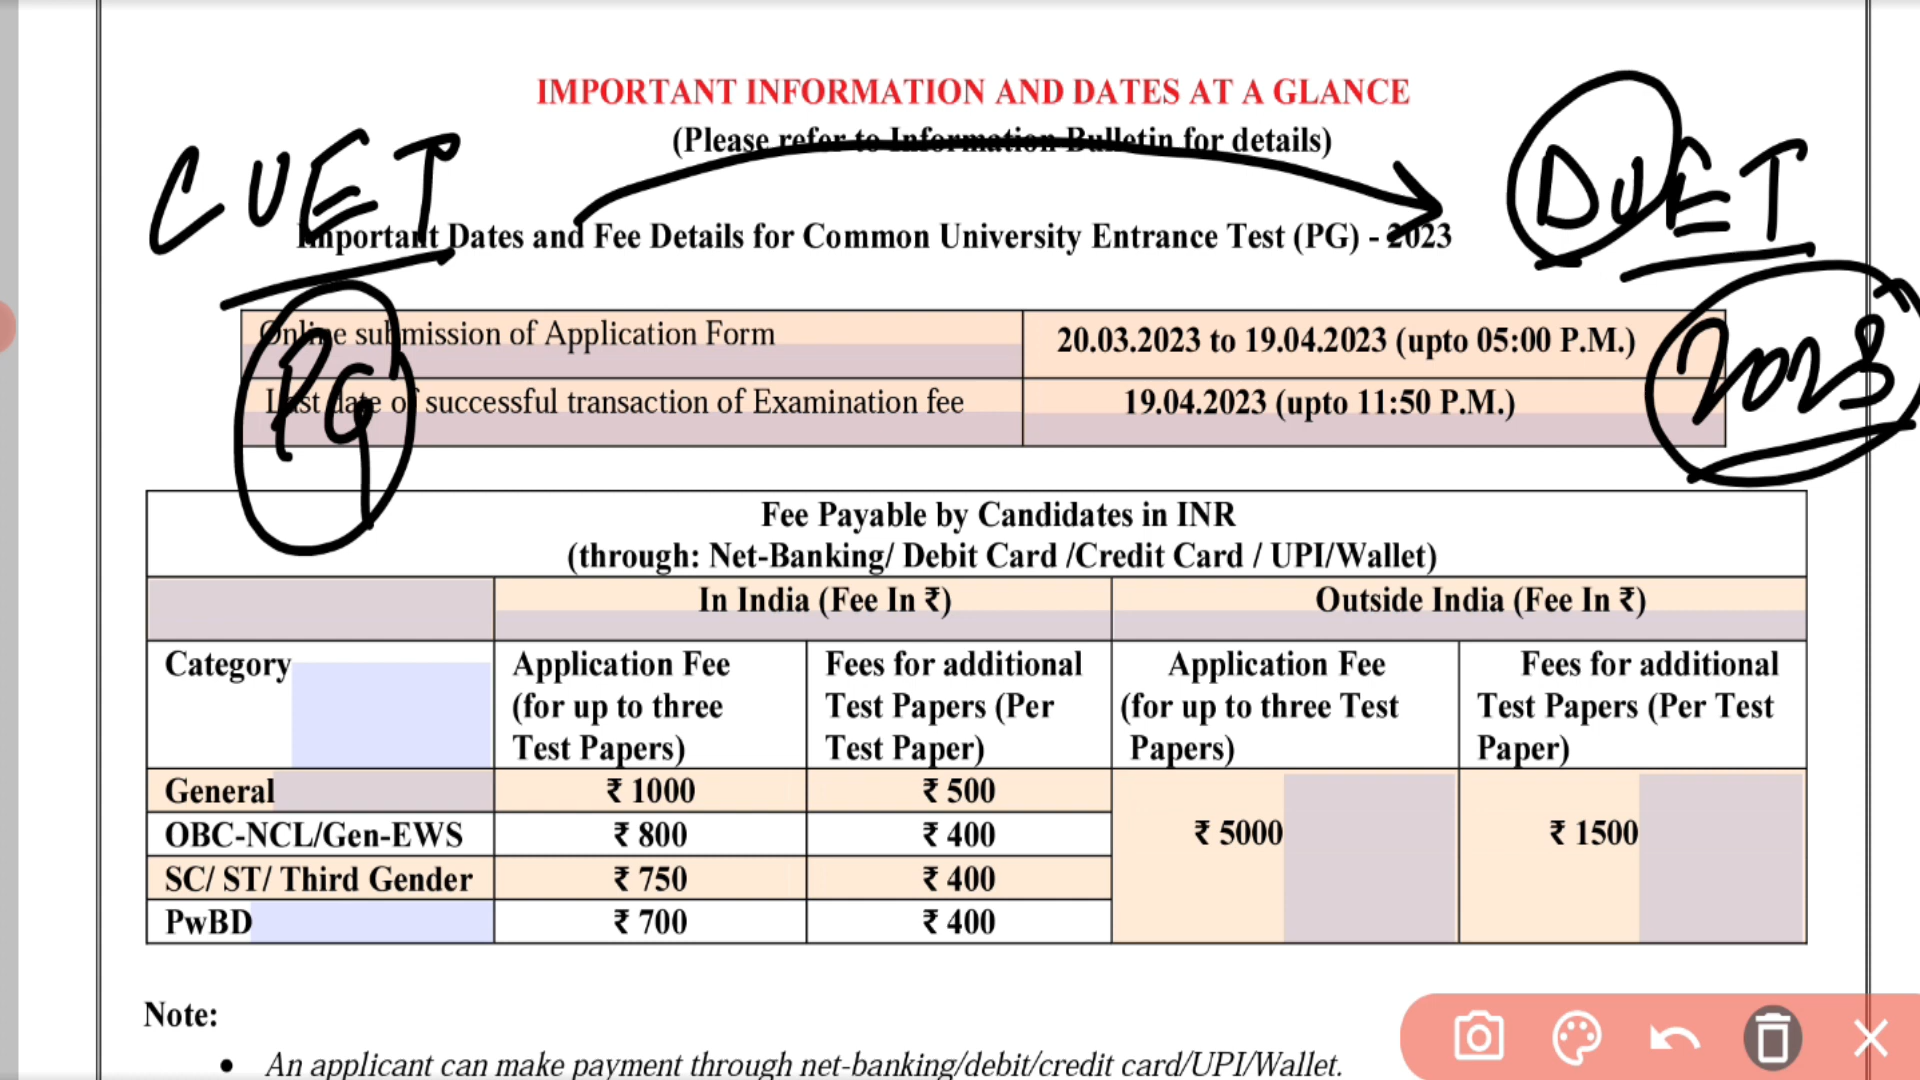 IMPORTANT INFORMATION AND DATES AT A GLANCE
(Please refer to Information Bulletin for details)
CUET
DUET
Important Dates and Fee Details for Common University Entrance Test (PG) - 2023
PG
2023
Online submission of Application Form
20.03.2023 to 19.04.2023 (upto 05:00 P.M.)
Last date of successful transaction of Examination fee
19.04.2023 (upto 11:50 P.M.)
Fee Payable by Candidates in INR
(through: Net-Banking/ Debit Card /Credit Card / UPI/Wallet)
In India (Fee In ₹)
Outside India (Fee In ₹)
Category
Application Fee
(for up to three
Test Papers)
Fees for additional
Test Papers (Per
Test Paper)
Application Fee
(for up to three Test
Papers)
Fees for additional
Test Papers (Per Test
Paper)
General
₹ 1000
₹ 500
OBC-NCL/Gen-EWS
₹ 800
₹ 400
₹ 5000
₹ 1500
SC/ ST/ Third Gender
₹ 750
₹ 400
PwBD
₹ 700
₹ 400
Note:
• An applicant can make payment through net-banking/debit/credit card/UPI/Wallet.